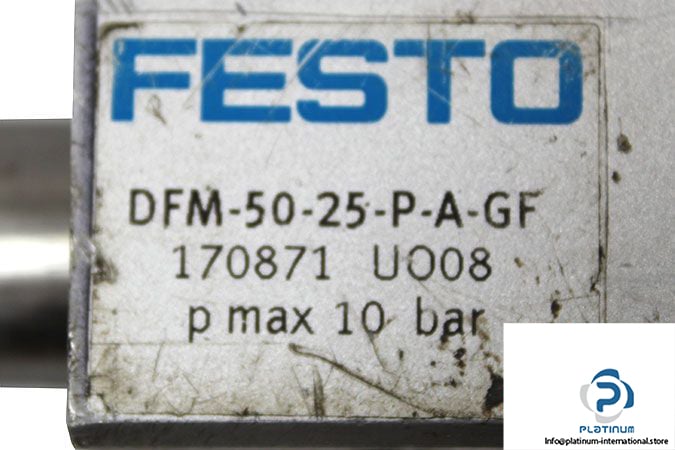 FESTO
DFM-50-25-P-A-GF
170871 UO08
p max 10 bar
PLATINUM
Info@platinum-international.store